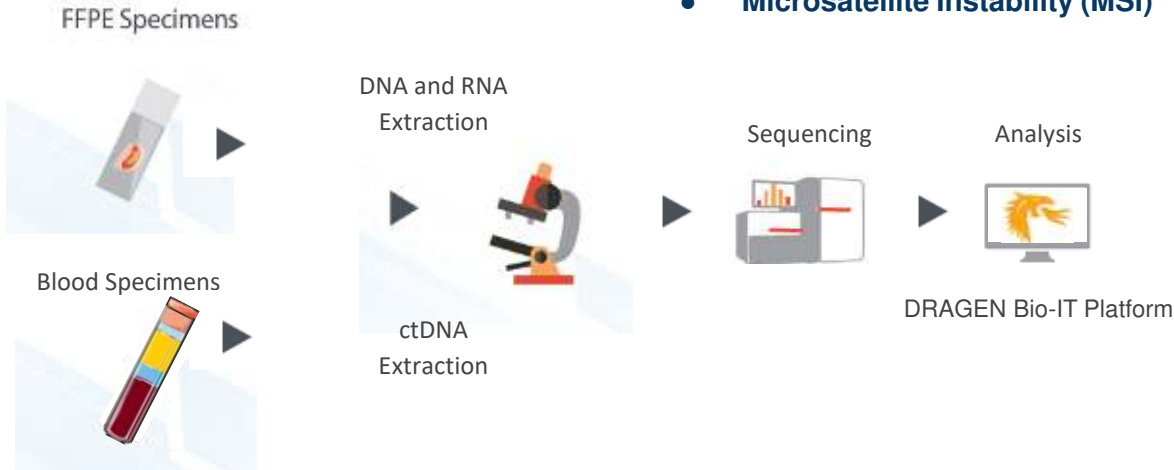 ● Microsatellite Instability (MSI)
FFPE Specimens
DNA and RNA
Extraction
Sequencing
Analysis
Blood Specimens
DRAGEN Bio-IT Platform
ctDNA
Extraction